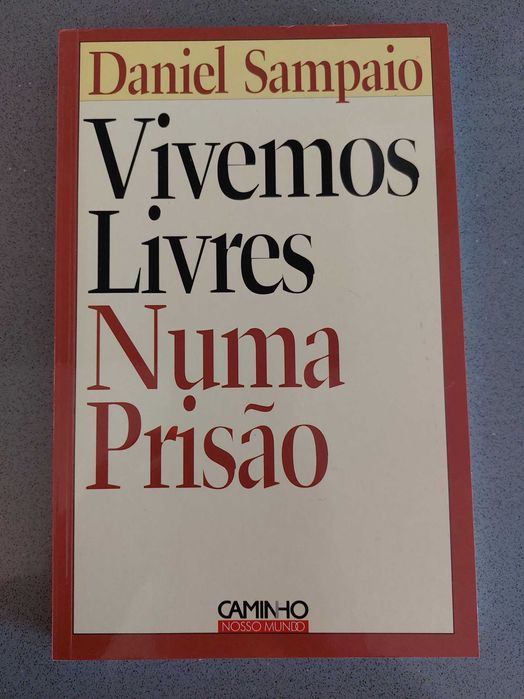 Daniel Sampaio
Vivemos
Livres
Numa
Prisão
CAMINHO
NOSSO MUNDO